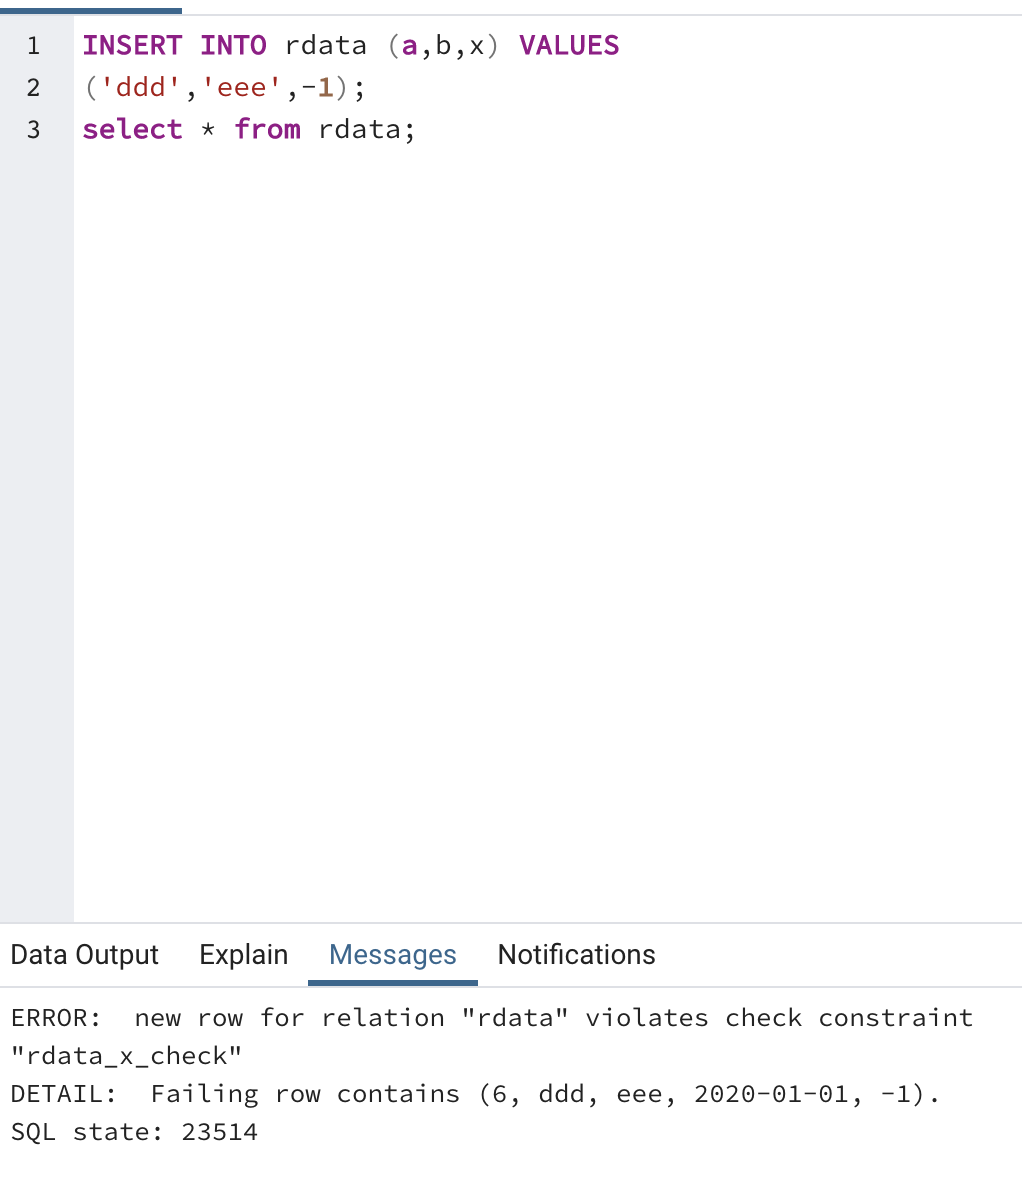 1 INSERT INTO rdata (a,b,x) VALUES
2 ('ddd','eee',-1);
3 select * from rdata;
Data Output Explain Messages Notifications
ERROR:  new row for relation "rdata" violates check constraint
"rdata_x_check"
DETAIL:  Failing row contains (6, ddd, eee, 2020-01-01, -1).
SQL state: 23514